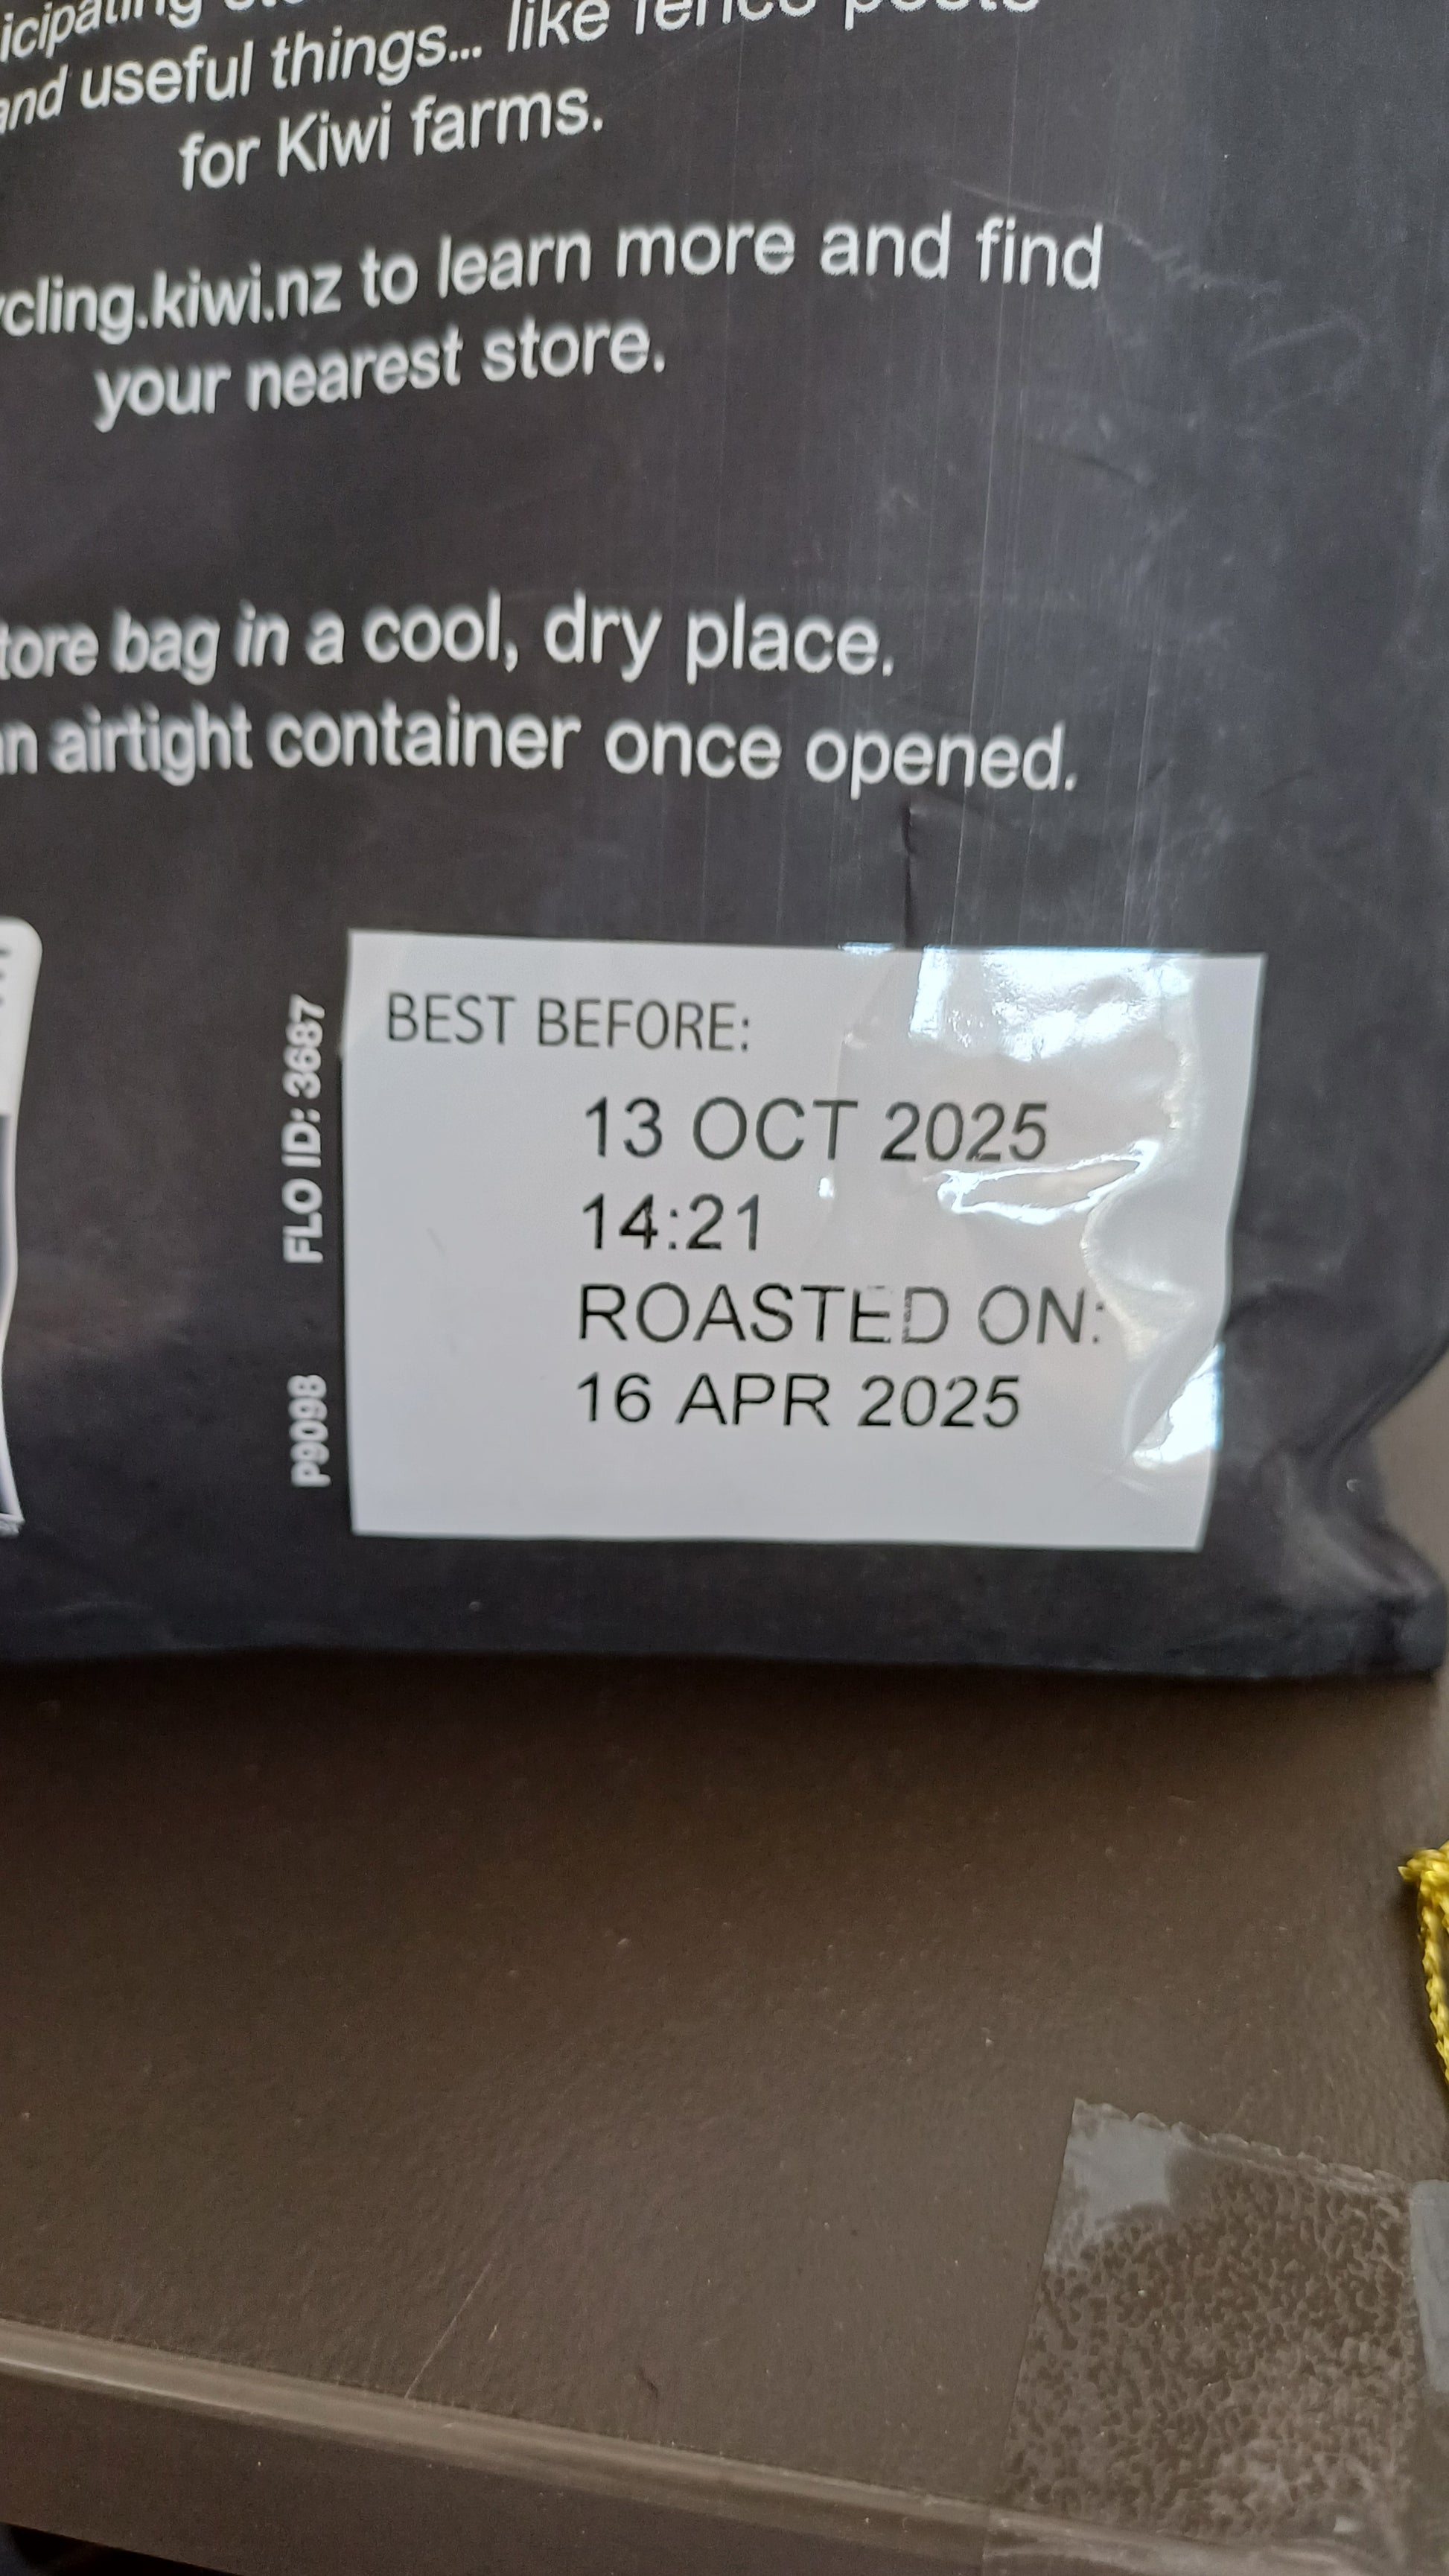 and useful things... like fence posts
for Kiwi farms.
cling.kiwi.nz to learn more and find
your nearest store.
tore bag in a cool, dry place.
n airtight container once opened.
FLO ID: 3687
P9098
BEST BEFORE:
13 OCT 2025
14:21
ROASTED ON:
16 APR 2025